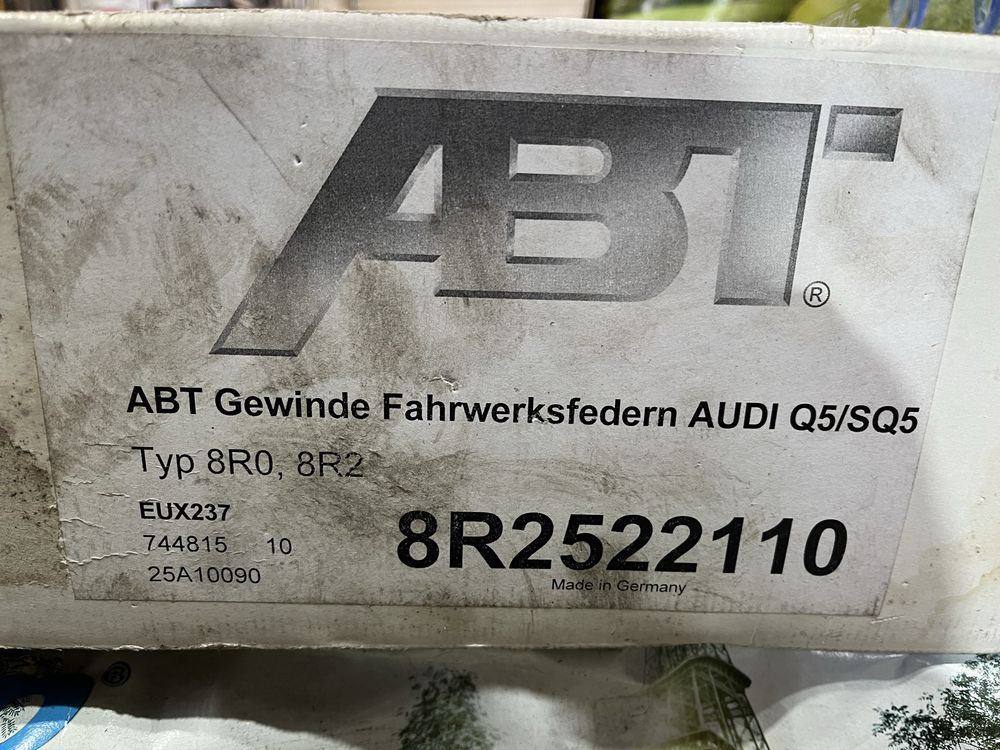 ABT
®
ABT Gewinde Fahrwerksfedern AUDI Q5/SQ5
Typ 8R0, 8R2
EUX237
744815 10
25A10090
8R2522110
Made in Germany
®